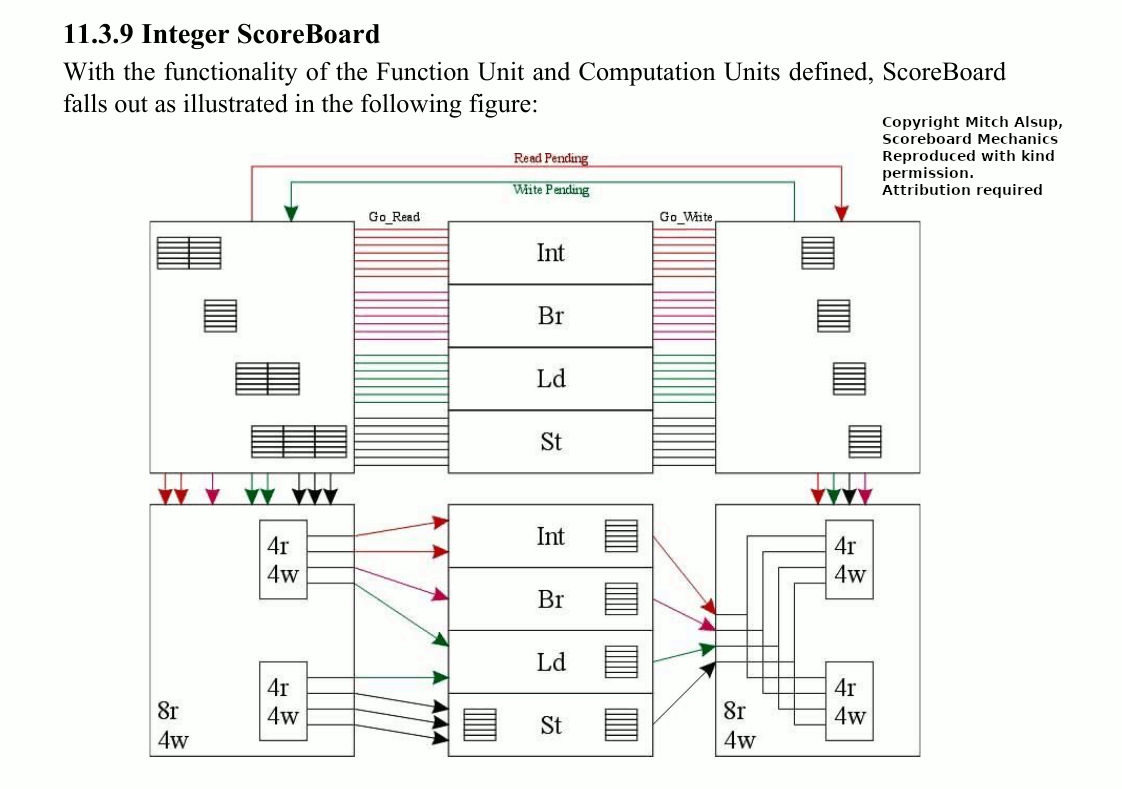 11.3.9 Integer ScoreBoard
With the functionality of the Function Unit and Computation Units defined, ScoreBoard
falls out as illustrated in the following figure:
Copyright Mitch Alsup,
Scoreboard Mechanics
Reproduced with kind
permission.
Attribution required
Read Pending
Write Pending
Go_Read
Go_Write
Int
Br
Ld
St
4r
4w
4r
4w
8r
4w
Int
Br
Ld
St
4r
4w
4r
4w
8r
4w